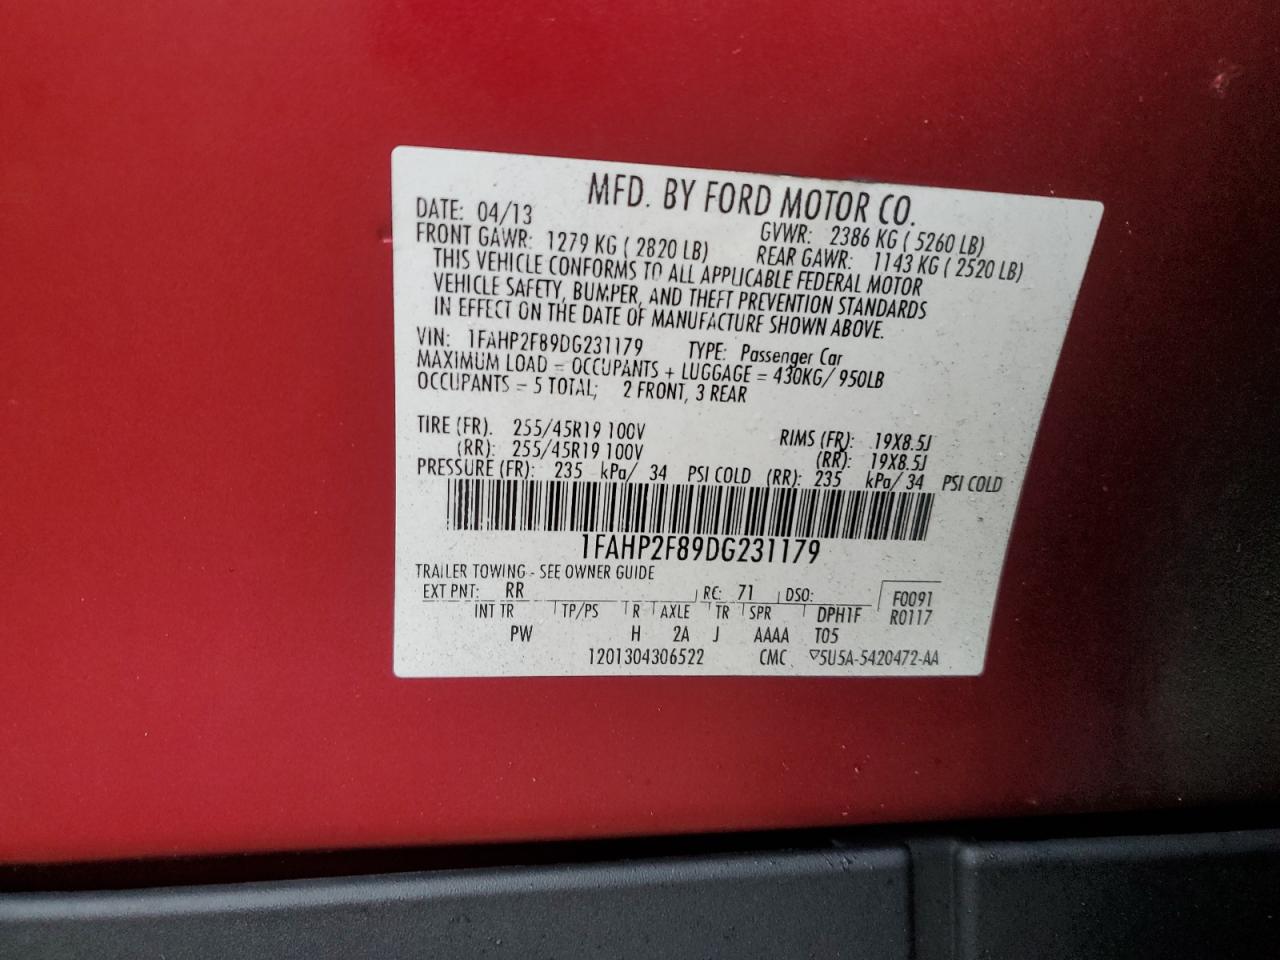 MFD. BY FORD MOTOR CO.
DATE: 04/13 GVWR: 2386 KG ( 5260 LB)
FRONT GAWR: 1279 KG ( 2820 LB) REAR GAWR: 1143 KG ( 2520 LB)
THIS VEHICLE CONFORMS TO ALL APPLICABLE FEDERAL MOTOR
VEHICLE SAFETY, BUMPER, AND THEFT PREVENTION STANDARDS
IN EFFECT ON THE DATE OF MANUFACTURE SHOWN ABOVE.
VIN: 1FAHP2F89DG231179 TYPE: Passenger Car
MAXIMUM LOAD = OCCUPANTS + LUGGAGE = 430KG/ 950LB
OCCUPANTS = 5 TOTAL; 2 FRONT, 3 REAR
TIRE (FR). 255/45R19 100V RIMS (FR): 19X8.5J
(RR): 255/45R19 100V (RR): 19X8.5J
PRESSURE (FR): 235 kPa/ 34 PSI COLD (RR): 235 kPa/ 34 PSI COLD
1FAHP2F89DG231179
TRAILER TOWING - SEE OWNER GUIDE
EXT PNT: RR RC: 71 DSO: F0091
INT TR TP/PS R AXLE TR SPR DPH1F R0117
PW H 2A J AAAA T05
1201304306522 CMC ▽5U5A-5420472-AA